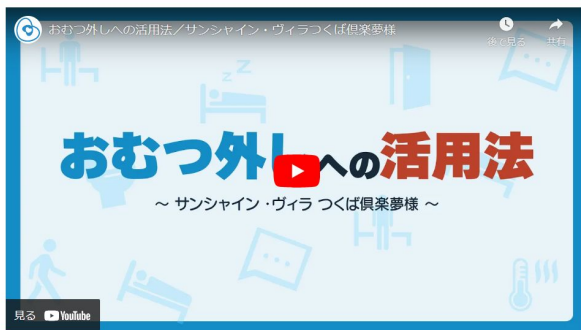 おむつ外しへの活用法／サンシャイン・ヴィラつくば倶楽夢様
後で見る 共有
z Z
おむつ外しへの活用法
～ サンシャイン・ヴィラ つくば倶楽夢様 ～
見る YouTube